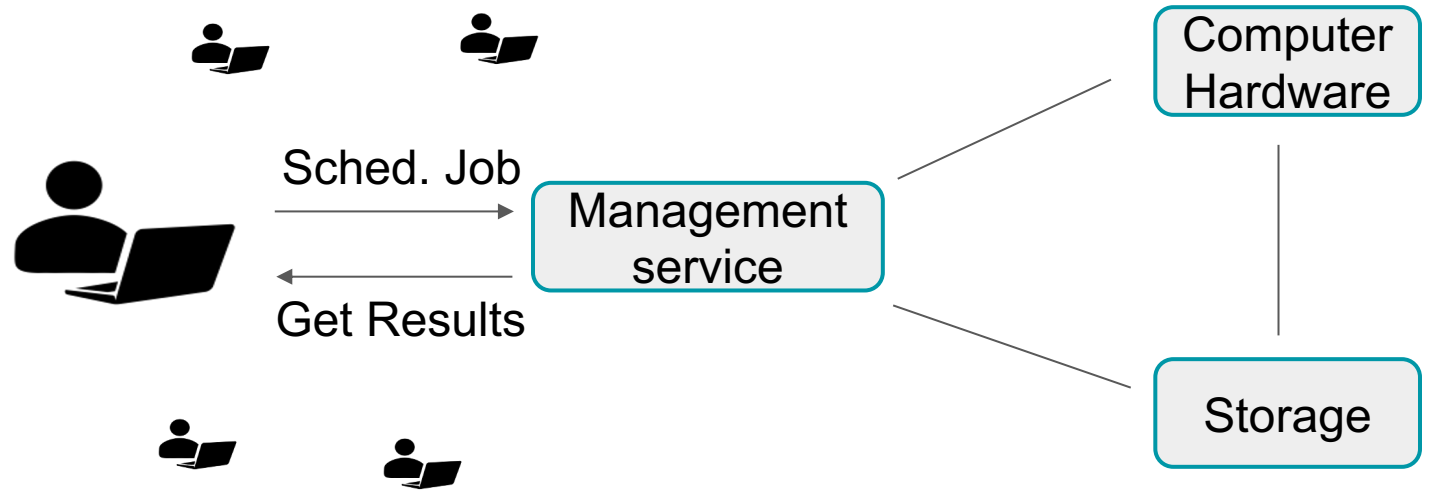 Computer
Hardware
Sched. Job
Management
service
Get Results
Storage